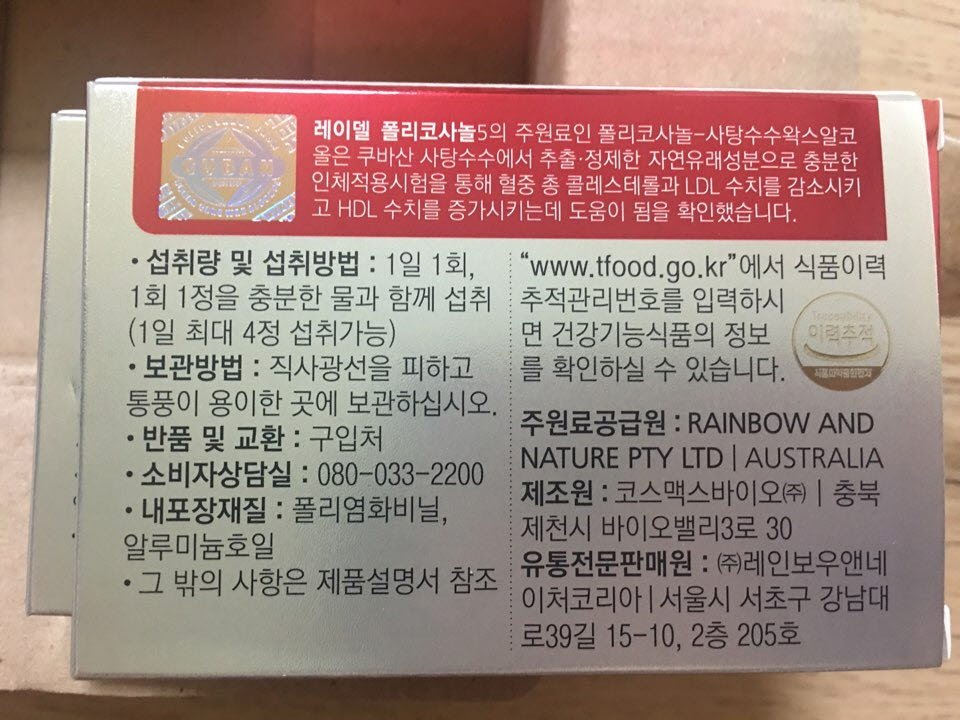 CUBAN
레이델 폴리코사놀5의 주원료인 폴리코사놀-사탕수수왁스알코
올은 쿠바산 사탕수수에서 추출·정제한 자연유래성분으로 충분한
인체적용시험을 통해 혈중 총 콜레스테롤과 LDL 수치를 감소시키
고 HDL 수치를 증가시키는데 도움이 됨을 확인했습니다.
• 섭취량 및 섭취방법 : 1일 1회,
1회 1정을 충분한 물과 함께 섭취
(1일 최대 4정 섭취가능)
• 보관방법 : 직사광선을 피하고
통풍이 용이한 곳에 보관하십시오.
• 반품 및 교환 : 구입처
• 소비자상담실 : 080-033-2200
• 내포장재질 : 폴리염화비닐,
알루미늄호일
• 그 밖의 사항은 제품설명서 참조
“www.tfood.go.kr”에서 식품이력
추적관리번호를 입력하시
면 건강기능식품의 정보
를 확인하실 수 있습니다.
Traceability
이력추적
주원료공급원 : RAINBOW AND
NATURE PTY LTD | AUSTRALIA
제조원 : 코스맥스바이오㈜ | 충북
제천시 바이오밸리3로 30
유통전문판매원 : ㈜레인보우앤네
이처코리아 | 서울시 서초구 강남대
로39길 15-10, 2층 205호